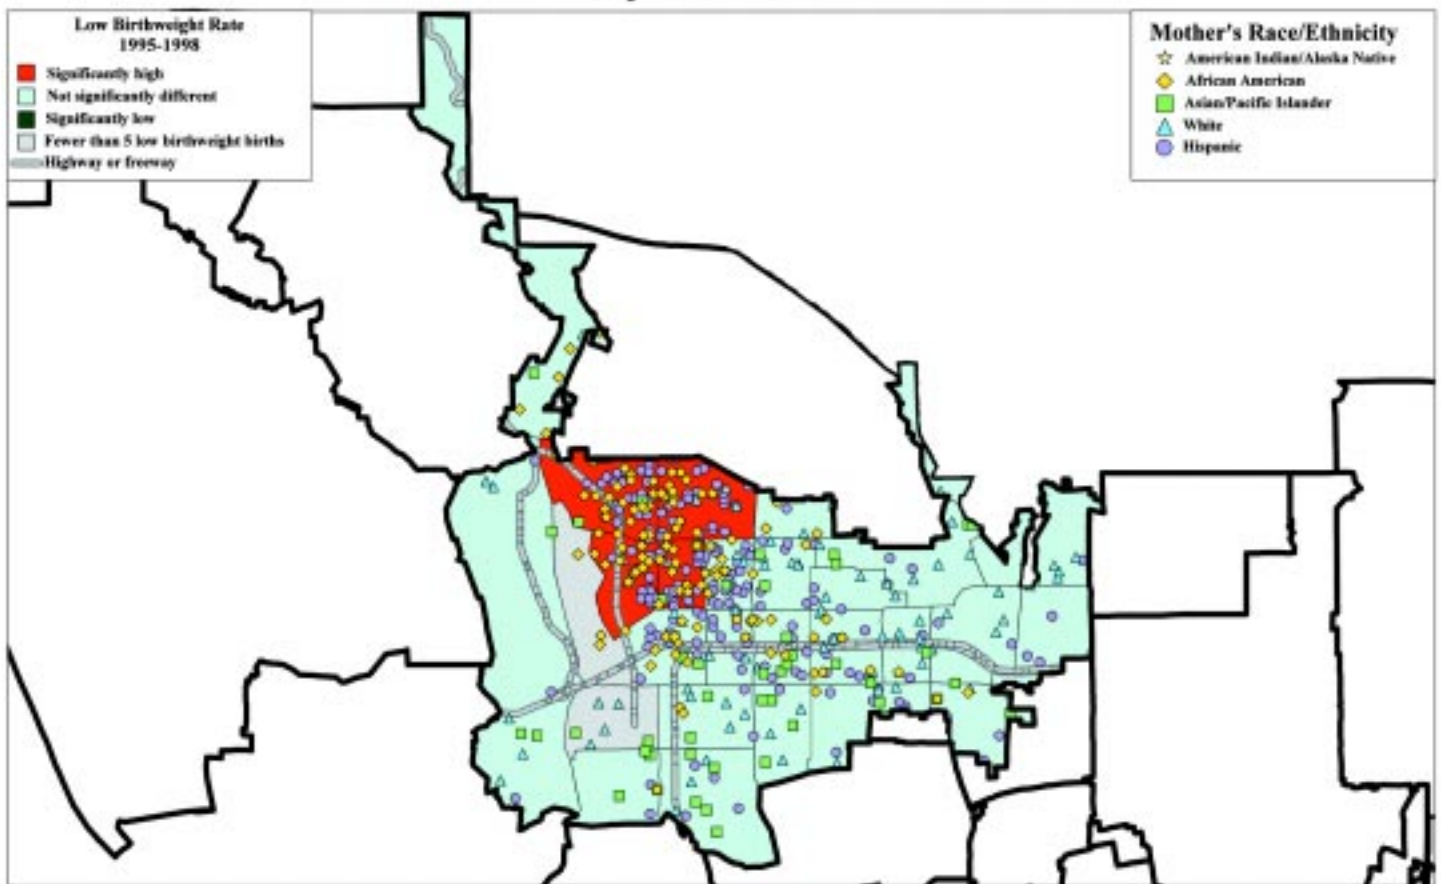 Low Birthweight Rate
1995-1998
Significantly high
Not significantly different
Significantly low
Fewer than 5 low birthweight births
Highway or freeway
Mother's Race/Ethnicity
American Indian/Alaska Native
African American
Asian/Pacific Islander
White
Hispanic